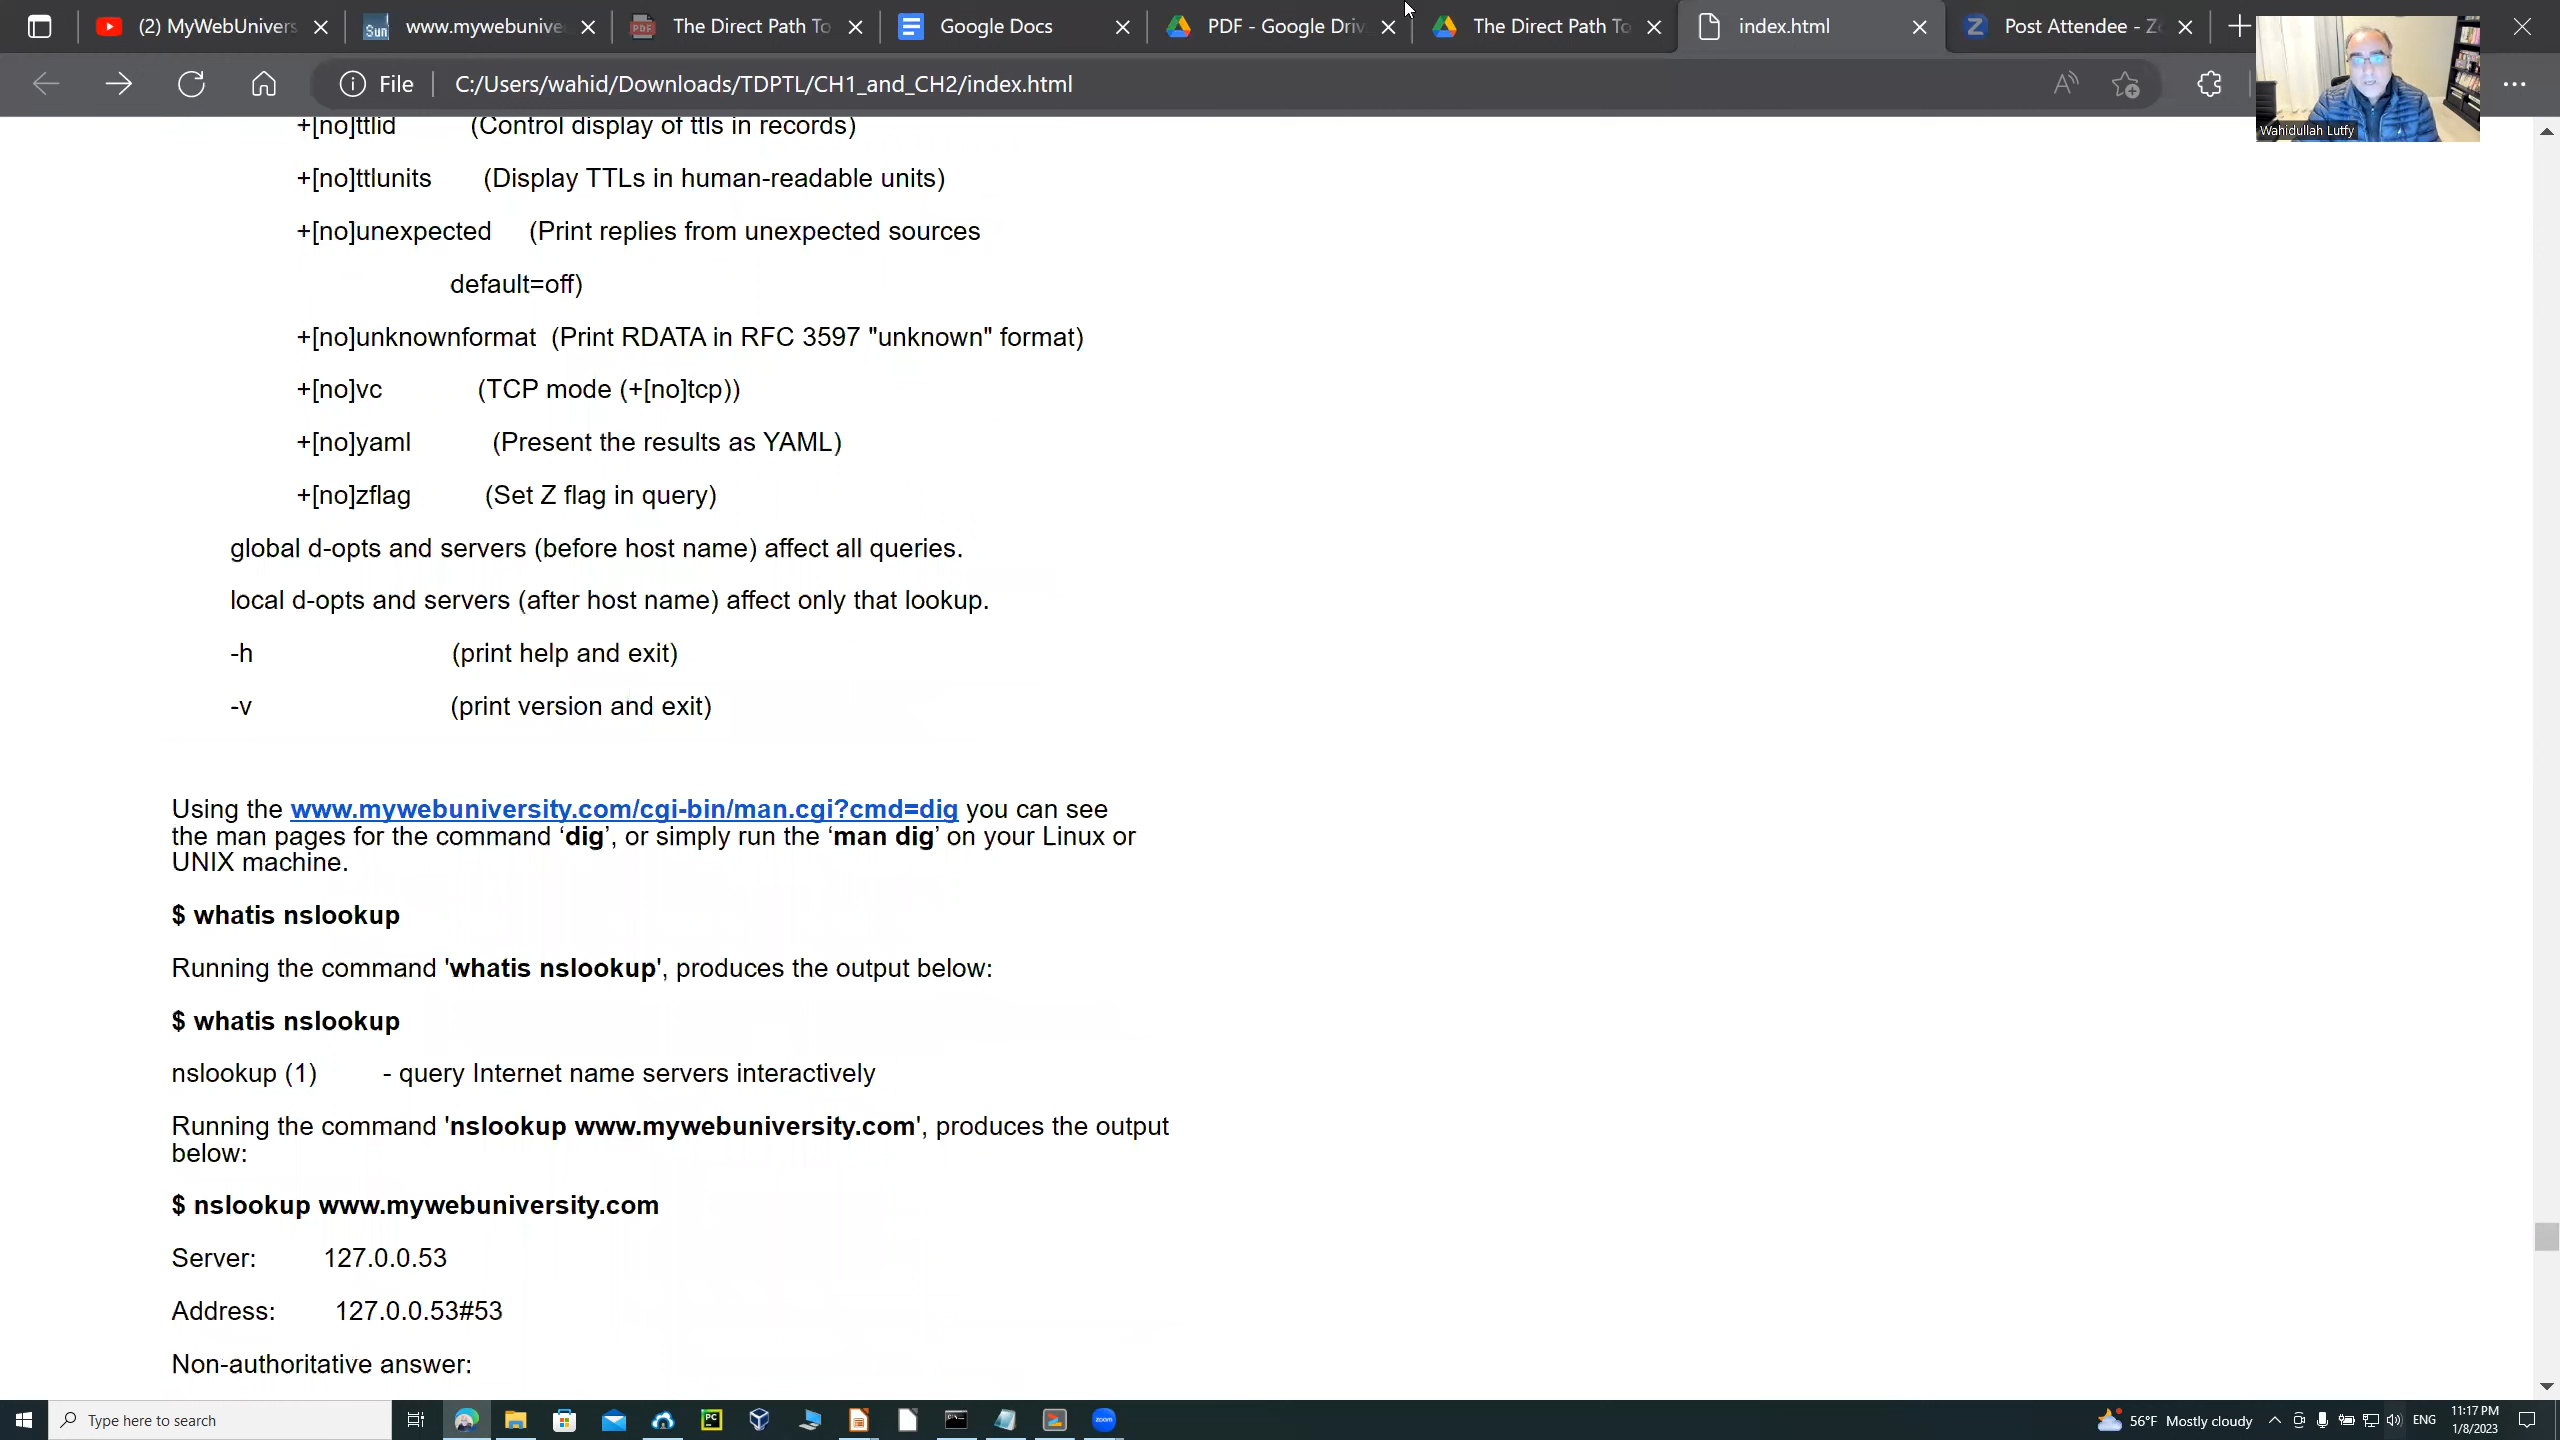 (2) MyWebUnivers
www.mywebunive
The Direct Path To
Google Docs
PDF - Google Driv
The Direct Path To
index.html
Post Attendee - Zo
File
C:/Users/wahid/Downloads/TDPTL/CH1_and_CH2/index.html
Wahidullah Lutfy
+[no]ttlid (Control display of ttls in records)
+[no]ttlunits (Display TTLs in human-readable units)
+[no]unexpected (Print replies from unexpected sources
default=off)
+[no]unknownformat (Print RDATA in RFC 3597 "unknown" format)
+[no]vc (TCP mode (+[no]tcp))
+[no]yaml (Present the results as YAML)
+[no]zflag (Set Z flag in query)
global d-opts and servers (before host name) affect all queries.
local d-opts and servers (after host name) affect only that lookup.
-h (print help and exit)
-v (print version and exit)
Using the www.mywebuniversity.com/cgi-bin/man.cgi?cmd=dig you can see
the man pages for the command ‘dig’, or simply run the ‘man dig’ on your Linux or
UNIX machine.
$ whatis nslookup
Running the command 'whatis nslookup', produces the output below:
$ whatis nslookup
nslookup (1) - query Internet name servers interactively
Running the command 'nslookup www.mywebuniversity.com', produces the output
below:
$ nslookup www.mywebuniversity.com
Server: 127.0.0.53
Address: 127.0.0.53#53
Non-authoritative answer:
Type here to search
56°F Mostly cloudy
ENG
11:17 PM
1/8/2023